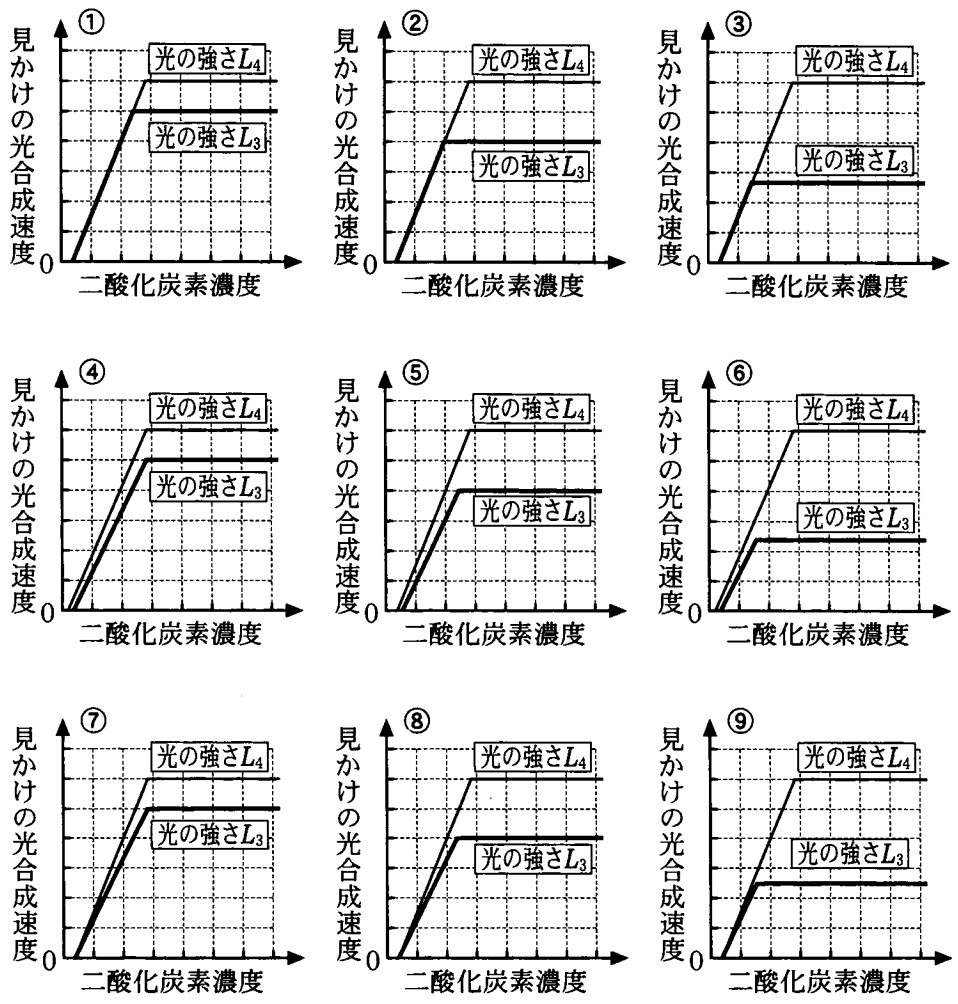 ①
見かけの光合成速度
光の強さL₄
光の強さL₃
0
二酸化炭素濃度
②
見かけの光合成速度
光の強さL₄
光の強さL₃
0
二酸化炭素濃度
③
見かけの光合成速度
光の強さL₄
光の強さL₃
0
二酸化炭素濃度
④
見かけの光合成速度
光の強さL₄
光の強さL₃
0
二酸化炭素濃度
⑤
見かけの光合成速度
光の強さL₄
光の強さL₃
0
二酸化炭素濃度
⑥
見かけの光合成速度
光の強さL₄
光の強さL₃
0
二酸化炭素濃度
⑦
見かけの光合成速度
光の強さL₄
光の強さL₃
0
二酸化炭素濃度
⑧
見かけの光合成速度
光の強さL₄
光の強さL₃
0
二酸化炭素濃度
⑨
見かけの光合成速度
光の強さL₄
光の強さL₃
0
二酸化炭素濃度